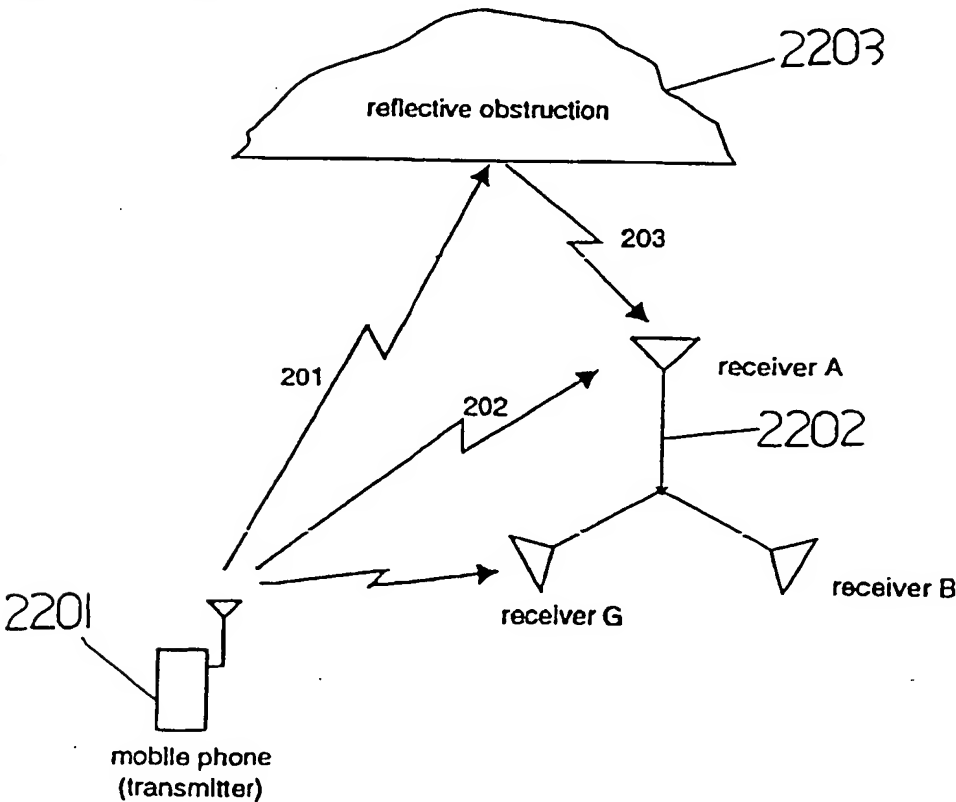 2203
reflective obstruction
203
receiver A
201
202
2202
receiver B
receiver G
2201
mobile phone
(transmitter)